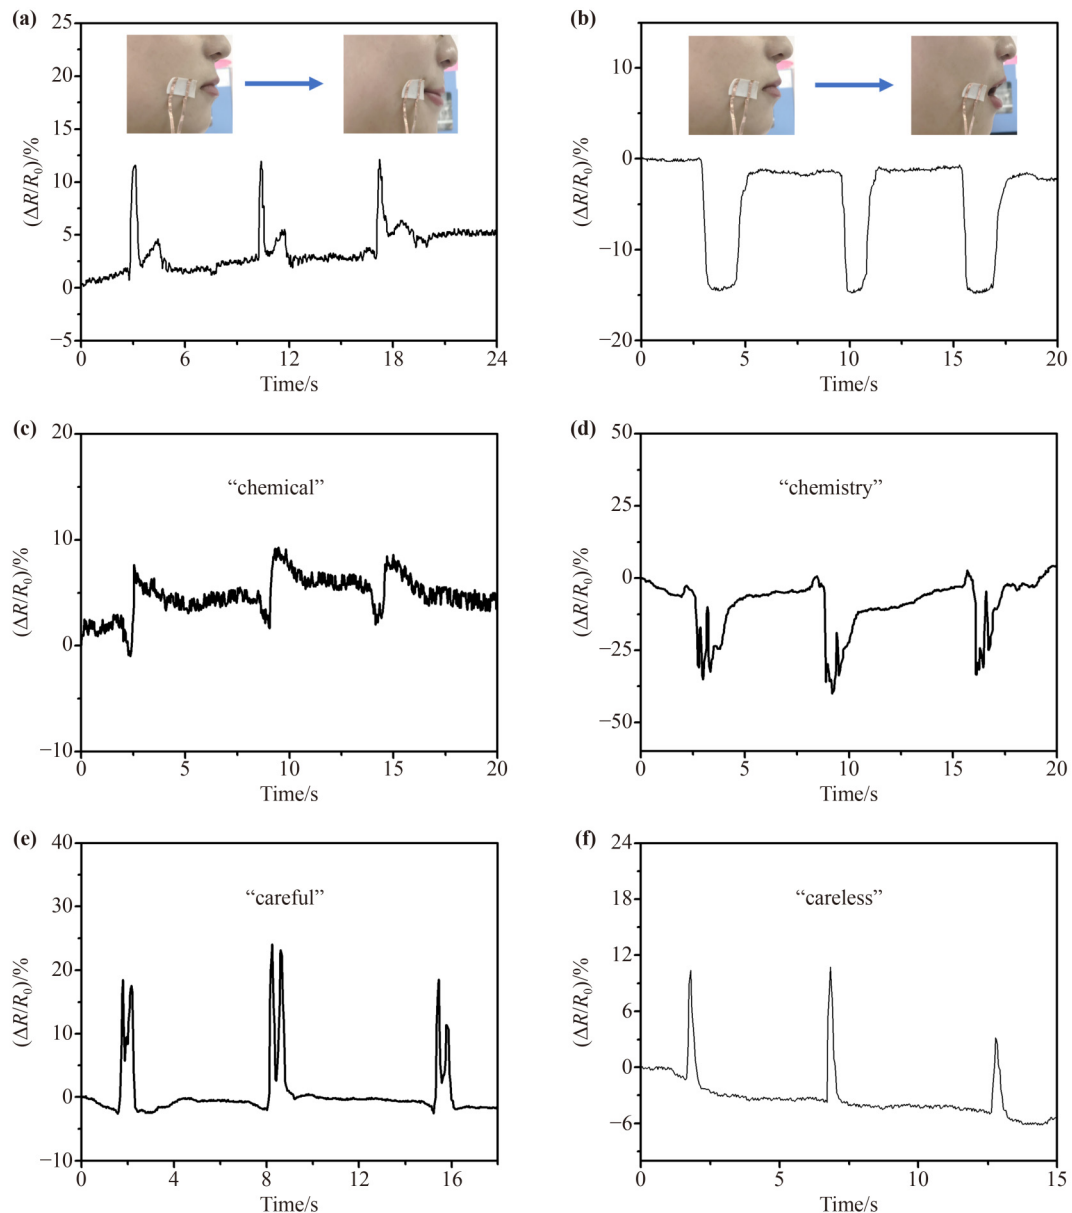 (a)
25
20
15
10
5
0
−5
(ΔR/R₀)/%
0 6 12 18 24
Time/s
(b)
10
0
−10
−20
(ΔR/R₀)/%
0 5 10 15 20
Time/s
(c)
20
10
0
−10
(ΔR/R₀)/%
“chemical”
0 5 10 15 20
Time/s
(d)
50
25
0
−25
−50
(ΔR/R₀)/%
“chemistry”
0 5 10 15 20
Time/s
(e)
40
30
20
10
0
−10
(ΔR/R₀)/%
“careful”
0 4 8 12 16
Time/s
(f)
24
18
12
6
0
−6
(ΔR/R₀)/%
“careless”
0 5 10 15
Time/s